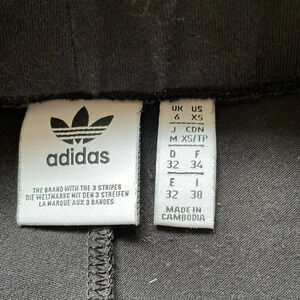 adidas
THE BRAND WITH THE 3 STRIPES
DIE WELTMARKE MIT DEN 3 STREIFEN
LA MARQUE AUX 3 BANDES
UK US
6 XS
J CDN
M XS/TP
D F
32 34
E I
32 38
MADE IN
CAMBODIA